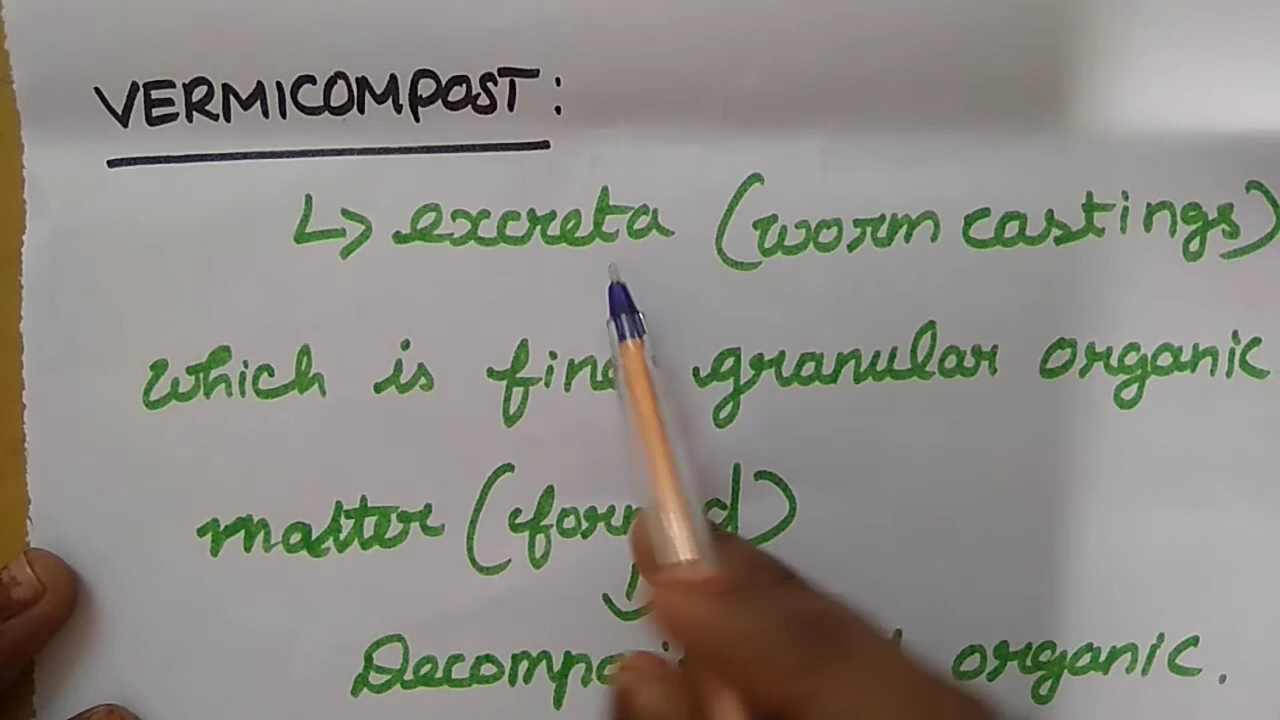 VERMICOMPOST:
↳ excreta (worm castings)
which is fine granular organic
matter (formed)
organic.